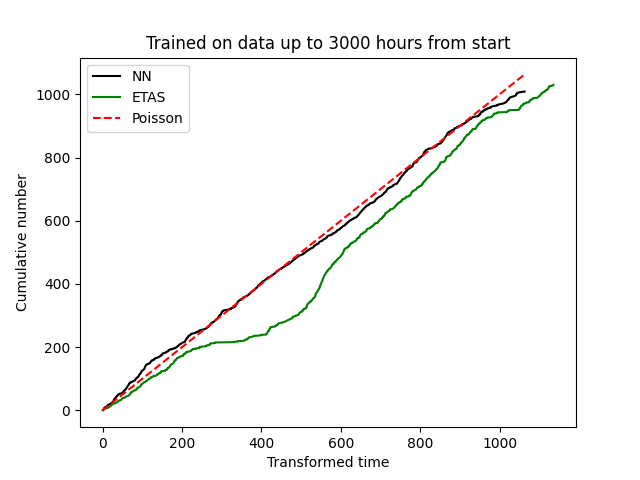 Trained on data up to 3000 hours from start
NN
ETAS
Poisson
Cumulative number
1000
800
600
400
200
0
0 200 400 600 800 1000
Transformed time